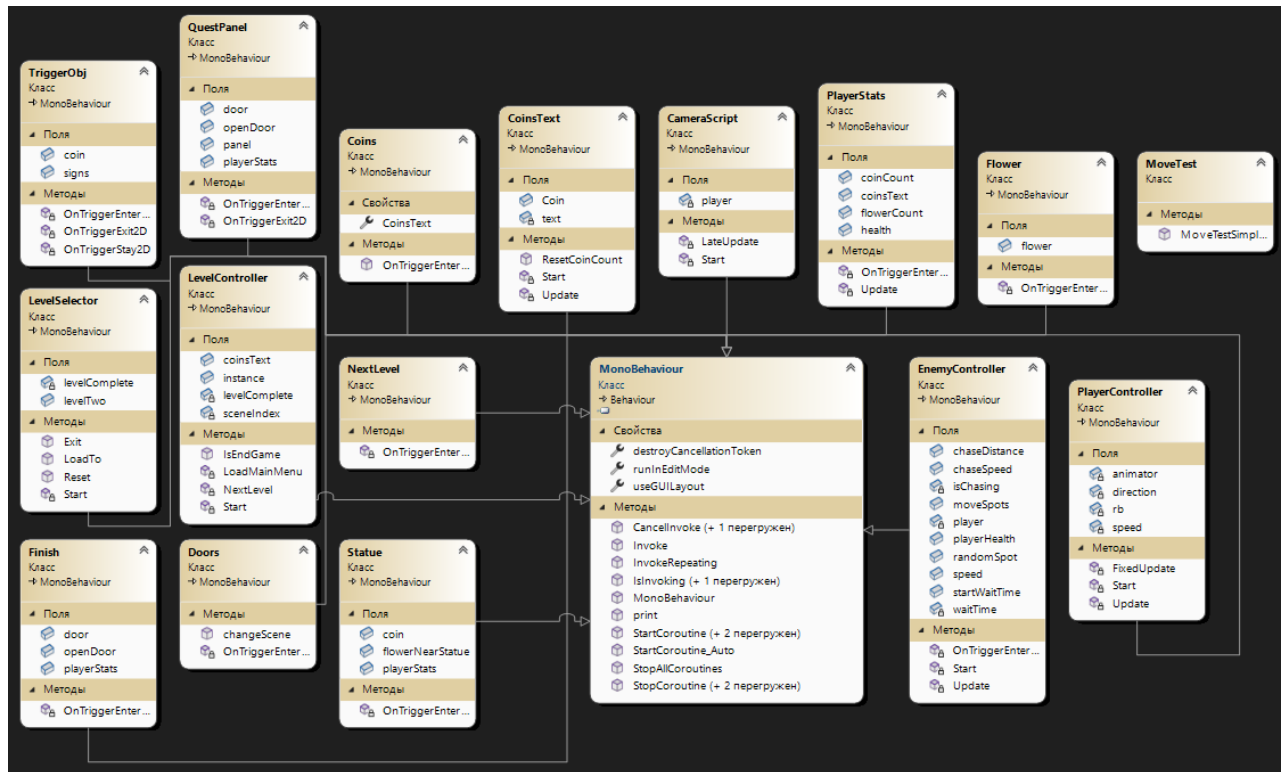 QuestPanel
Класс
MonoBehaviour
Поля
door
openDoor
panel
playerStats
Методы
OnTriggerEnter...
OnTriggerExit2D
TriggerObj
Класс
MonoBehaviour
Поля
coin
signs
Методы
OnTriggerEnter...
OnTriggerExit2D
OnTriggerStay2D
Coins
Класс
MonoBehaviour
Свойства
CoinsText
Методы
OnTriggerEnter...
CoinsText
Класс
MonoBehaviour
Поля
Coin
text
Методы
ResetCoinCount
Start
Update
CameraScript
Класс
MonoBehaviour
Поля
player
Методы
LateUpdate
Start
PlayerStats
Класс
MonoBehaviour
Поля
coinCount
coinsText
flowerCount
health
Методы
OnTriggerEnter...
Update
Flower
Класс
MonoBehaviour
Поля
flower
Методы
OnTriggerEnter...
MoveTest
Класс
Методы
MoveTestSimpl...
LevelSelector
Класс
MonoBehaviour
Поля
levelComplete
levelTwo
Методы
Exit
LoadTo
Reset
Start
LevelController
Класс
MonoBehaviour
Поля
coinsText
instance
levelComplete
sceneIndex
Методы
IsEndGame
LoadMainMenu
NextLevel
Start
NextLevel
Класс
MonoBehaviour
Методы
OnTriggerEnter...
MonoBehaviour
Класс
Behaviour
Свойства
destroyCancellationToken
runInEditMode
useGUILayout
Методы
CancelInvoke (+ 1 перегружен)
Invoke
InvokeRepeating
IsInvoking (+ 1 перегружен)
MonoBehaviour
print
StartCoroutine (+ 2 перегружен)
StartCoroutine_Auto
StopAllCoroutines
StopCoroutine (+ 2 перегружен)
EnemyController
Класс
MonoBehaviour
Поля
chaseDistance
chaseSpeed
isChasing
moveSpots
player
playerHealth
randomSpot
speed
startWaitTime
waitTime
Методы
OnTriggerEnter...
Start
Update
PlayerController
Класс
MonoBehaviour
Поля
animator
direction
rb
speed
Методы
FixedUpdate
Start
Update
Finish
Класс
MonoBehaviour
Поля
door
openDoor
playerStats
Методы
OnTriggerEnter...
Doors
Класс
MonoBehaviour
Методы
changeScene
OnTriggerEnter...
Statue
Класс
MonoBehaviour
Поля
coin
flowerNearStatue
playerStats
Методы
OnTriggerEnter...